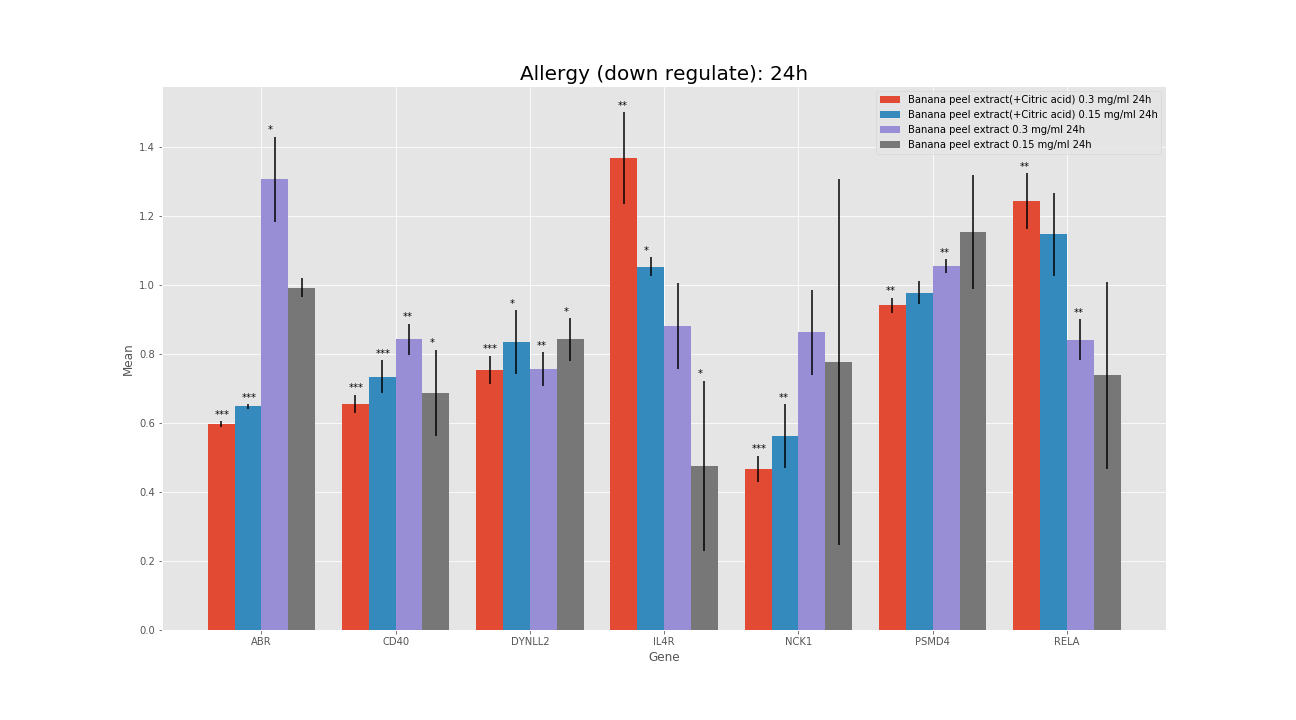 Allergy (down regulate): 24h
Banana peel extract(+Citric acid) 0.3 mg/ml 24h
Banana peel extract(+Citric acid) 0.15 mg/ml 24h
Banana peel extract 0.3 mg/ml 24h
Banana peel extract 0.15 mg/ml 24h
Mean
1.4
1.2
1.0
0.8
0.6
0.4
0.2
0.0
*** *** *
*** *** ** *
*** * ** *
** * *
*** **
** **
** **
ABR CD40 DYNLL2 IL4R NCK1 PSMD4 RELA
Gene